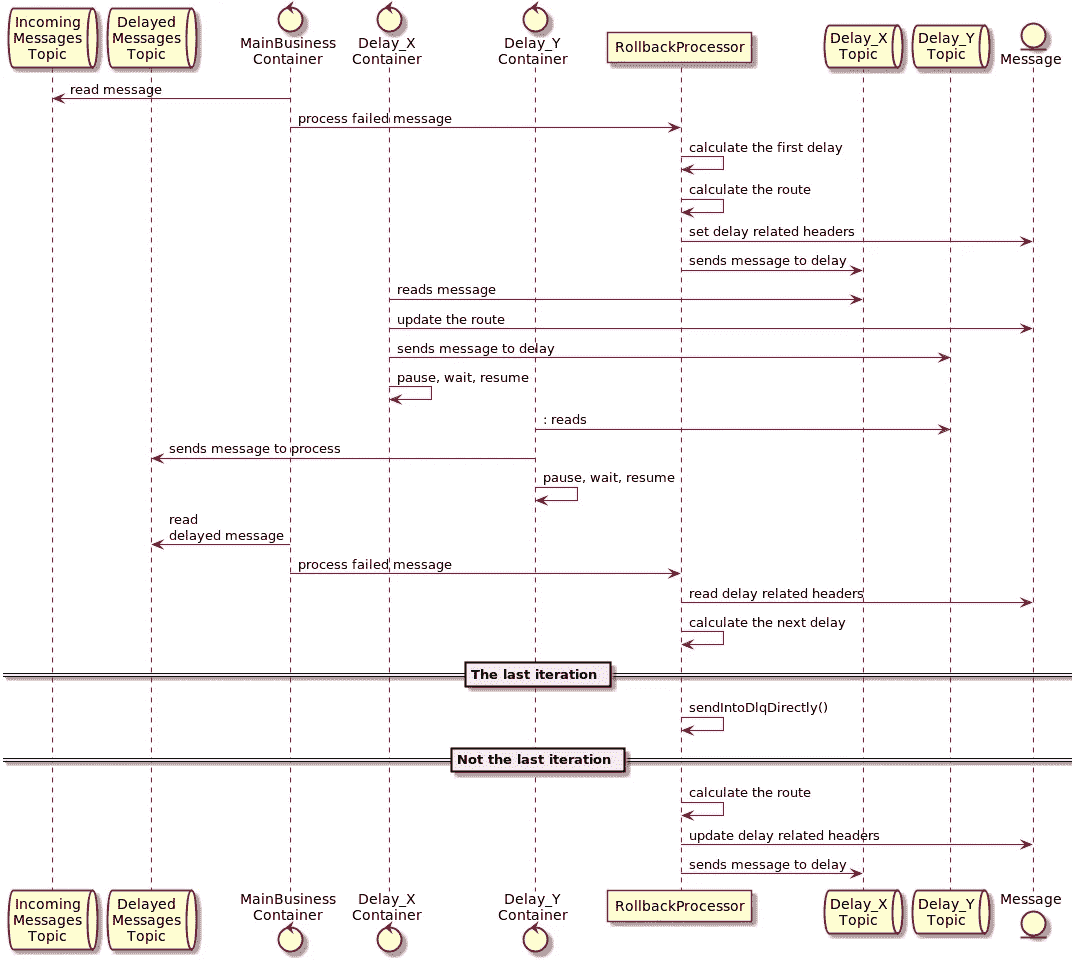 Incoming
Messages
Topic
Delayed
Messages
Topic
MainBusiness
Container
Delay_X
Container
Delay_Y
Container
RollbackProcessor
Delay_X
Topic
Delay_Y
Topic
Message
read message
process failed message
calculate the first delay
calculate the route
set delay related headers
sends message to delay
reads message
update the route
sends message to delay
pause, wait, resume
: reads
sends message to process
pause, wait, resume
read
delayed message
process failed message
read delay related headers
calculate the next delay
The last iteration
sendIntoDlqDirectly()
Not the last iteration
calculate the route
update delay related headers
sends message to delay
Incoming
Messages
Topic
Delayed
Messages
Topic
MainBusiness
Container
Delay_X
Container
Delay_Y
Container
RollbackProcessor
Delay_X
Topic
Delay_Y
Topic
Message